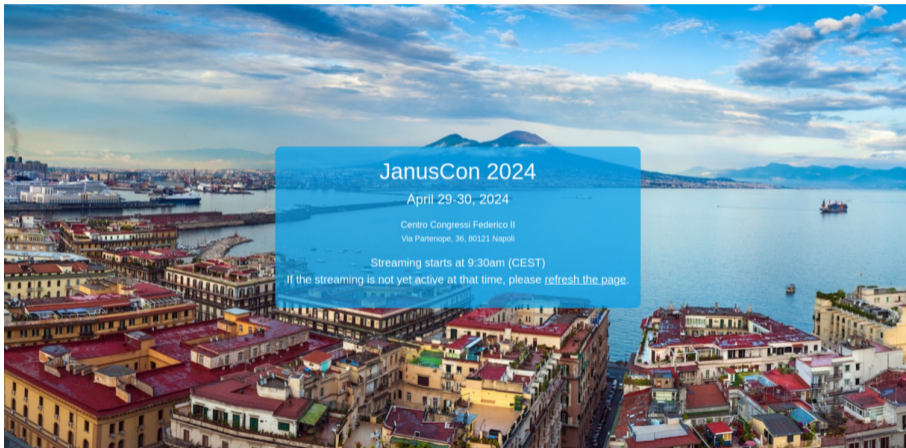 JanusCon 2024
April 29-30, 2024
Centro Congressi Federico II
Via Partenope, 36, 80121 Napoli
Streaming starts at 9:30am (CEST)
If the streaming is not yet active at that time, please refresh the page.